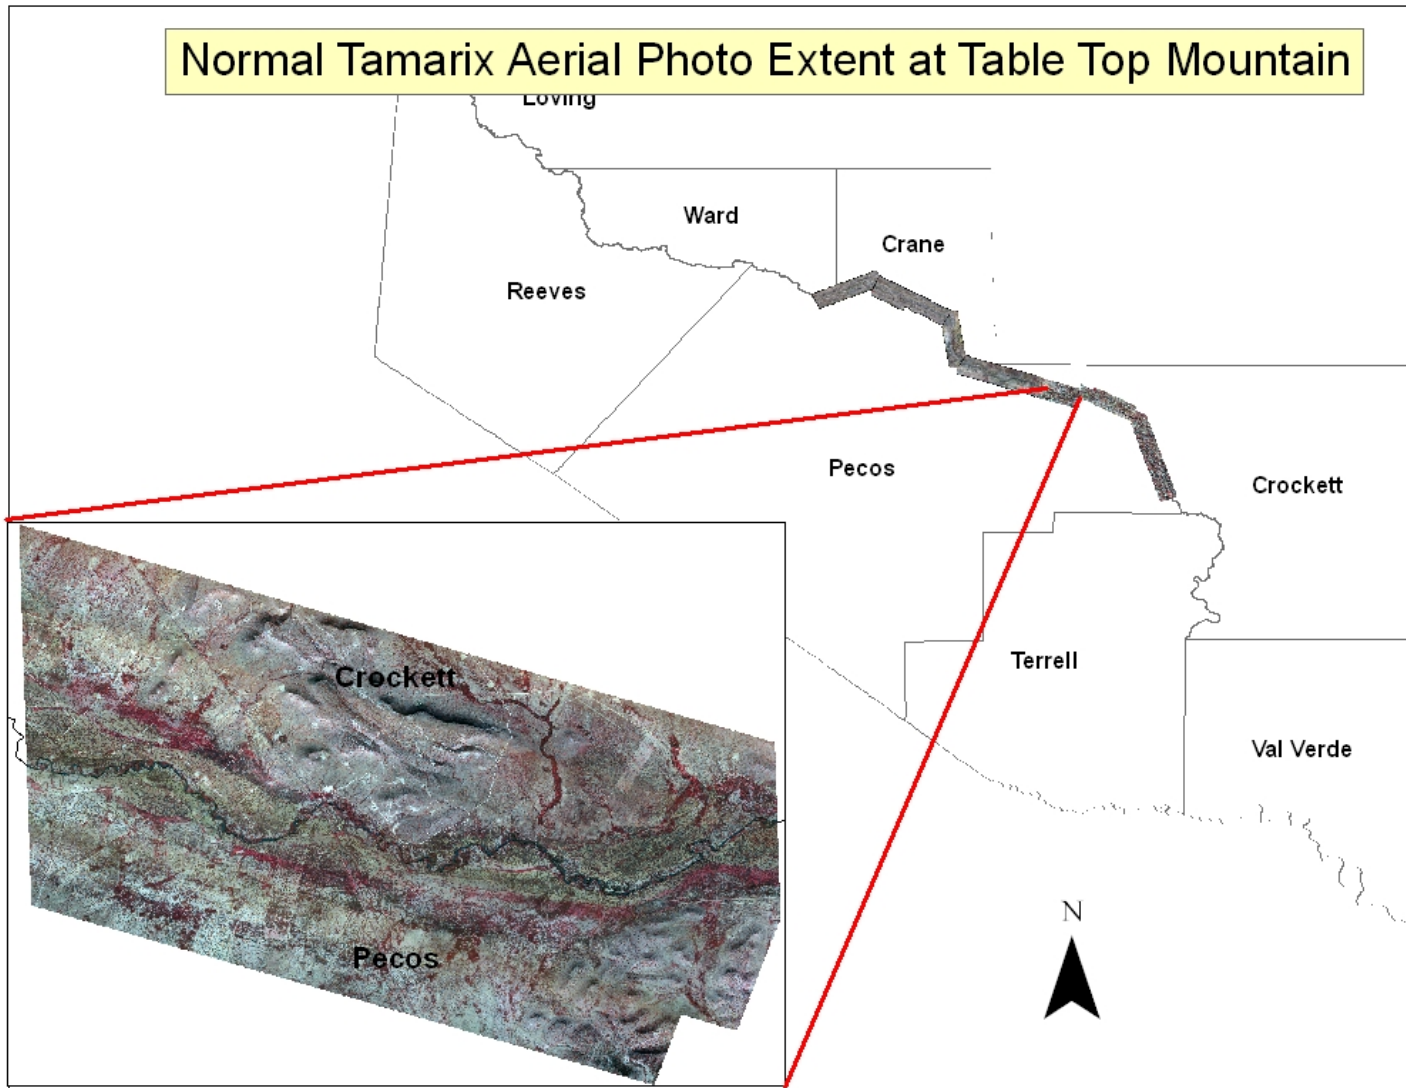 Normal Tamarix Aerial Photo Extent at Table Top Mountain
Loving
Ward
Crane
Reeves
Pecos
Crockett
Crockett
Terrell
Val Verde
N
Pecos